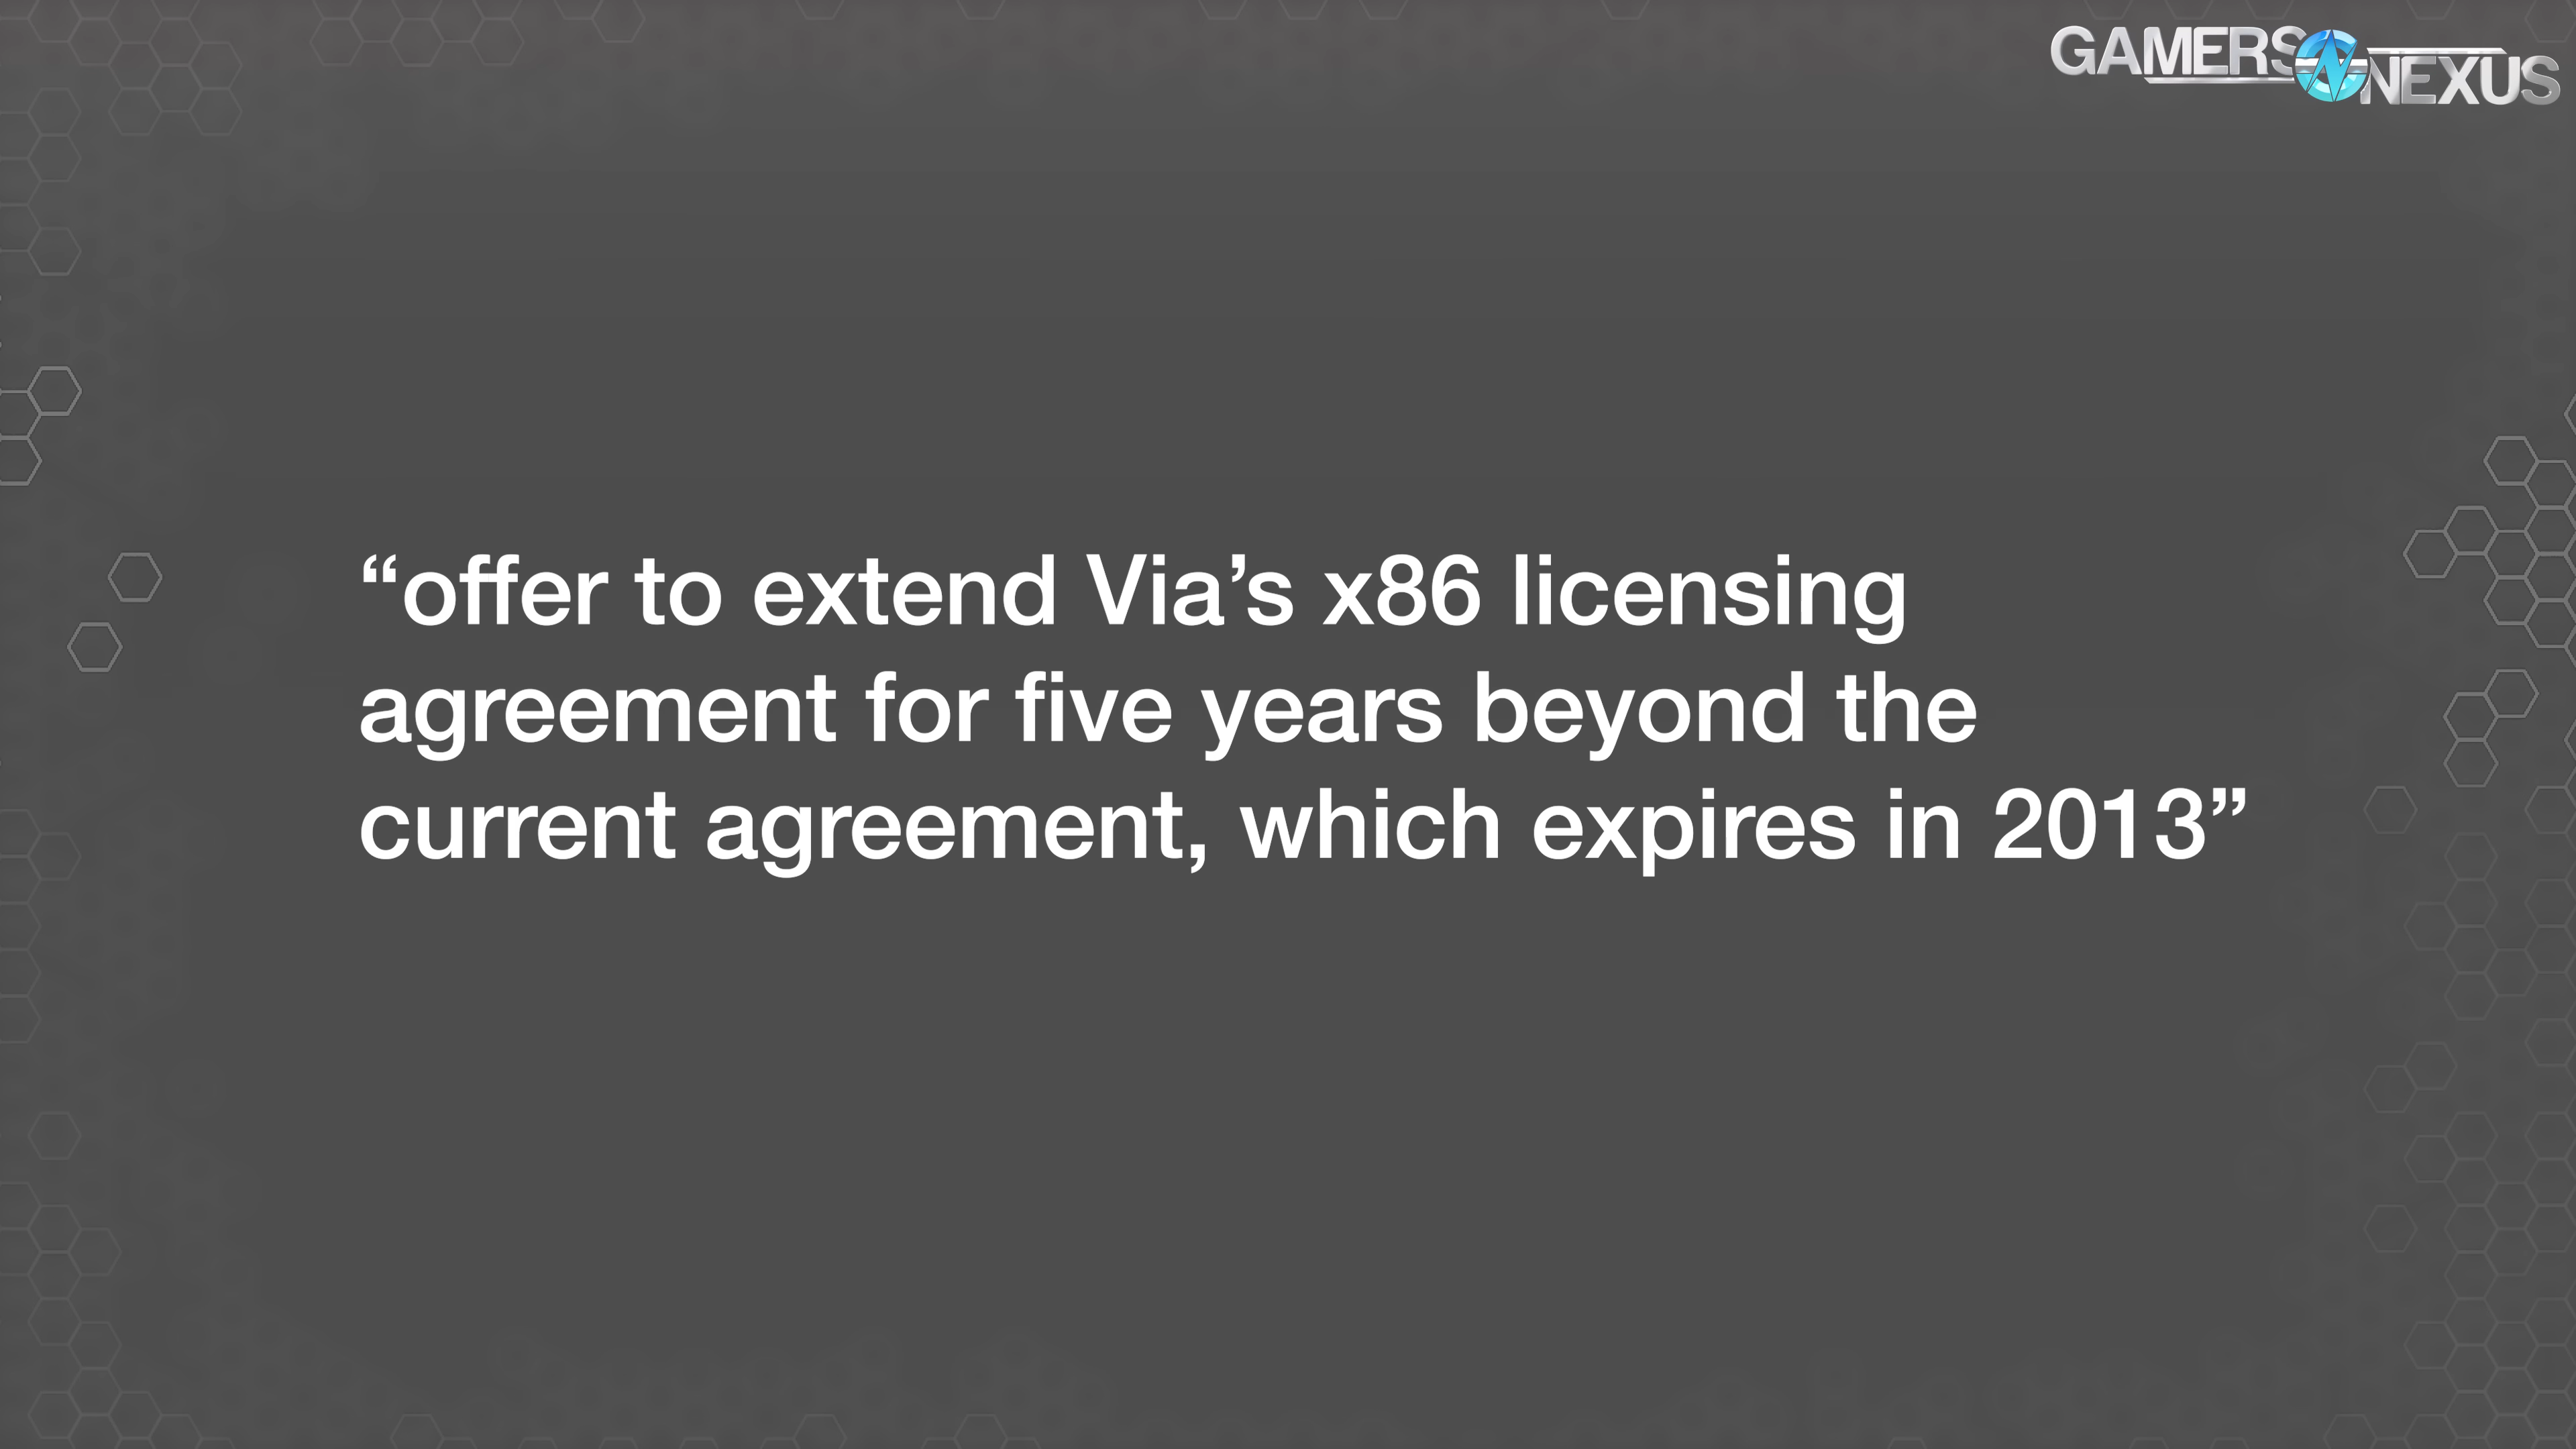 GAMERS NEXUS
“offer to extend Via’s x86 licensing
agreement for five years beyond the
current agreement, which expires in 2013”